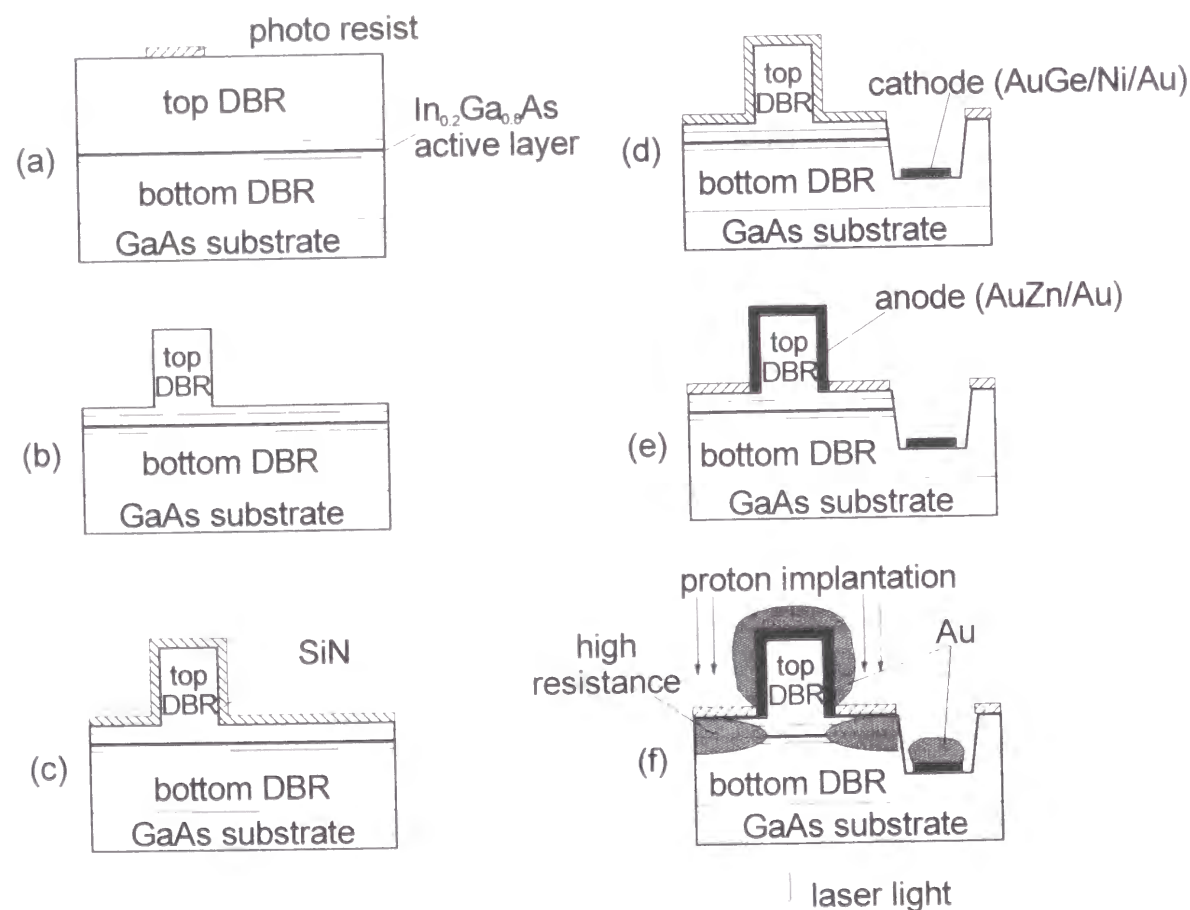 photo resist
top DBR
In0.2Ga0.8As
active layer
(a)
bottom DBR
GaAs substrate
top
DBR
(b)
bottom DBR
GaAs substrate
SiN
top
DBR
(c)
bottom DBR
GaAs substrate
top
DBR
cathode (AuGe/Ni/Au)
(d)
bottom DBR
GaAs substrate
anode (AuZn/Au)
top
DBR
(e)
bottom DBR
GaAs substrate
proton implantation
Au
high
resistance
top
DBR
(f)
bottom DBR
GaAs substrate
laser light